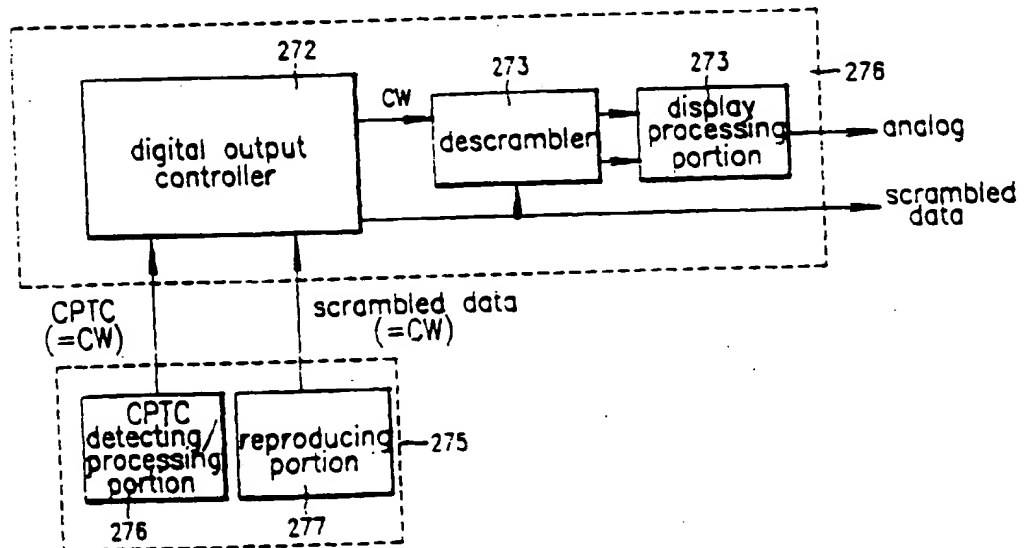 272
273
273
276
CW
digital output
controller
descrambler
display
processing
portion
analog
scrambled
data
CPTC
(=CW)
scrambled data
(=CW)
CPTC
detecting/
processing
portion
reproducing
portion
275
276
277